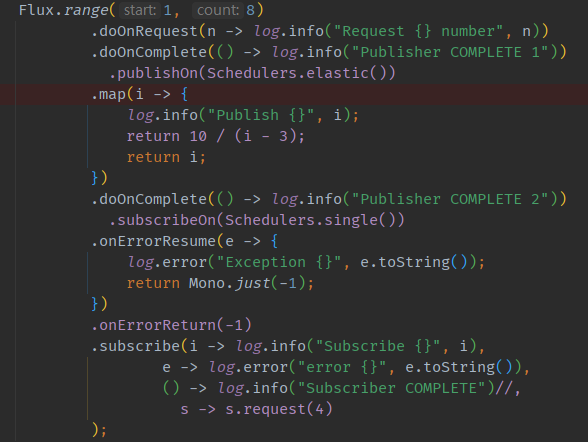 Flux.range( start: 1, count: 8)
.doOnRequest(n -> log.info("Request {} number", n))
.doOnComplete(() -> log.info("Publisher COMPLETE 1"))
.publishOn(Schedulers.elastic())
.map(i -> {
log.info("Publish {}", i);
return 10 / (i - 3);
return i;
})
.doOnComplete(() -> log.info("Publisher COMPLETE 2"))
.subscribeOn(Schedulers.single())
.onErrorResume(e -> {
log.error("Exception {}", e.toString());
return Mono.just(-1);
})
.onErrorReturn(-1)
.subscribe(i -> log.info("Subscribe {}", i),
e -> log.error("error {}", e.toString()),
() -> log.info("Subscriber COMPLETE")//,
s -> s.request(4)
);